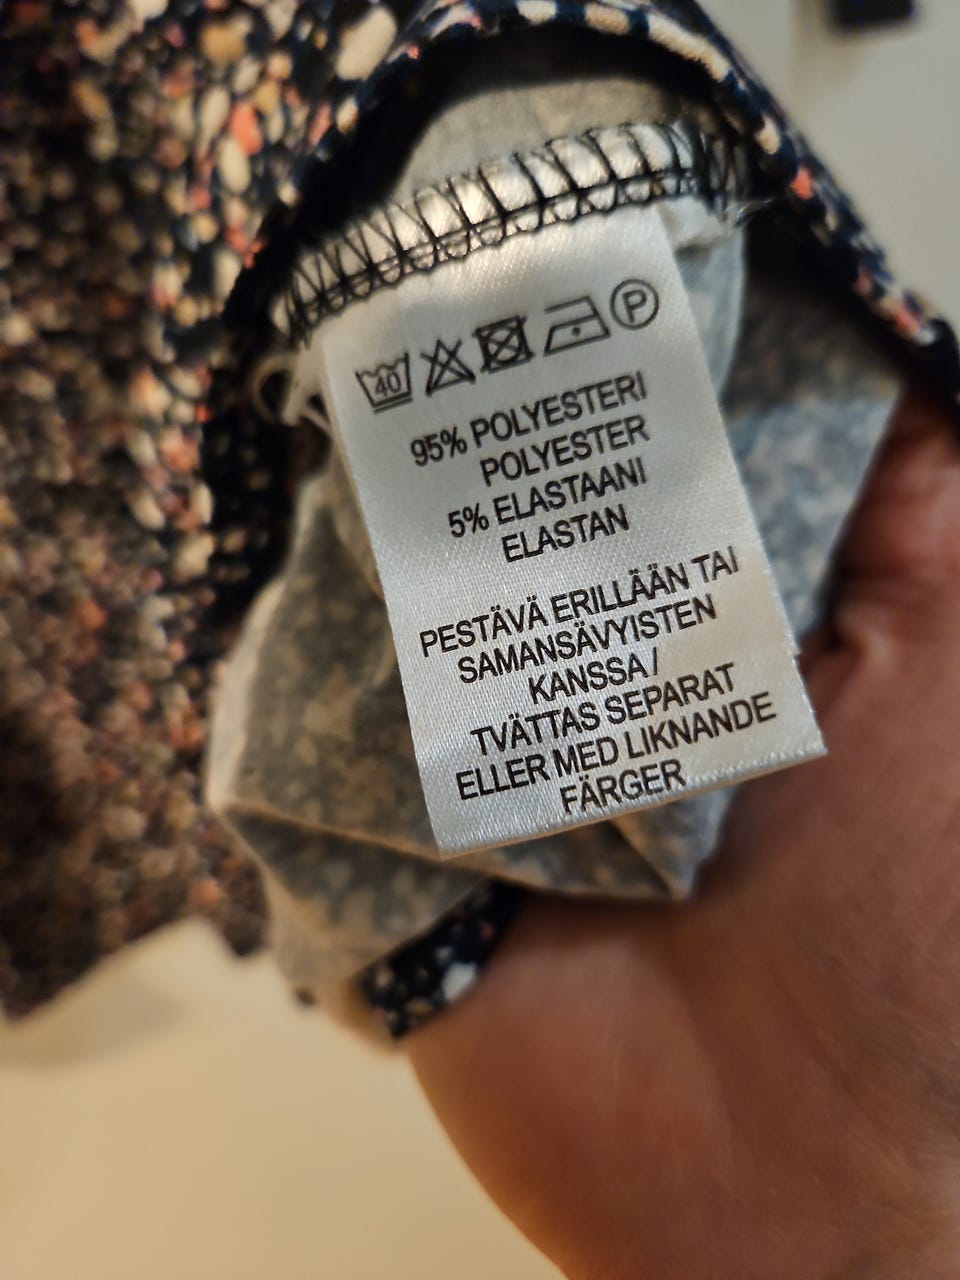 40 P
95% POLYESTERI
POLYESTER
5% ELASTAANI
ELASTAN
PESTÄVÄ ERILLÄÄN TAI
SAMANSÄVYISTEN
KANSSA /
TVÄTTAS SEPARAT
ELLER MED LIKNANDE
FÄRGER